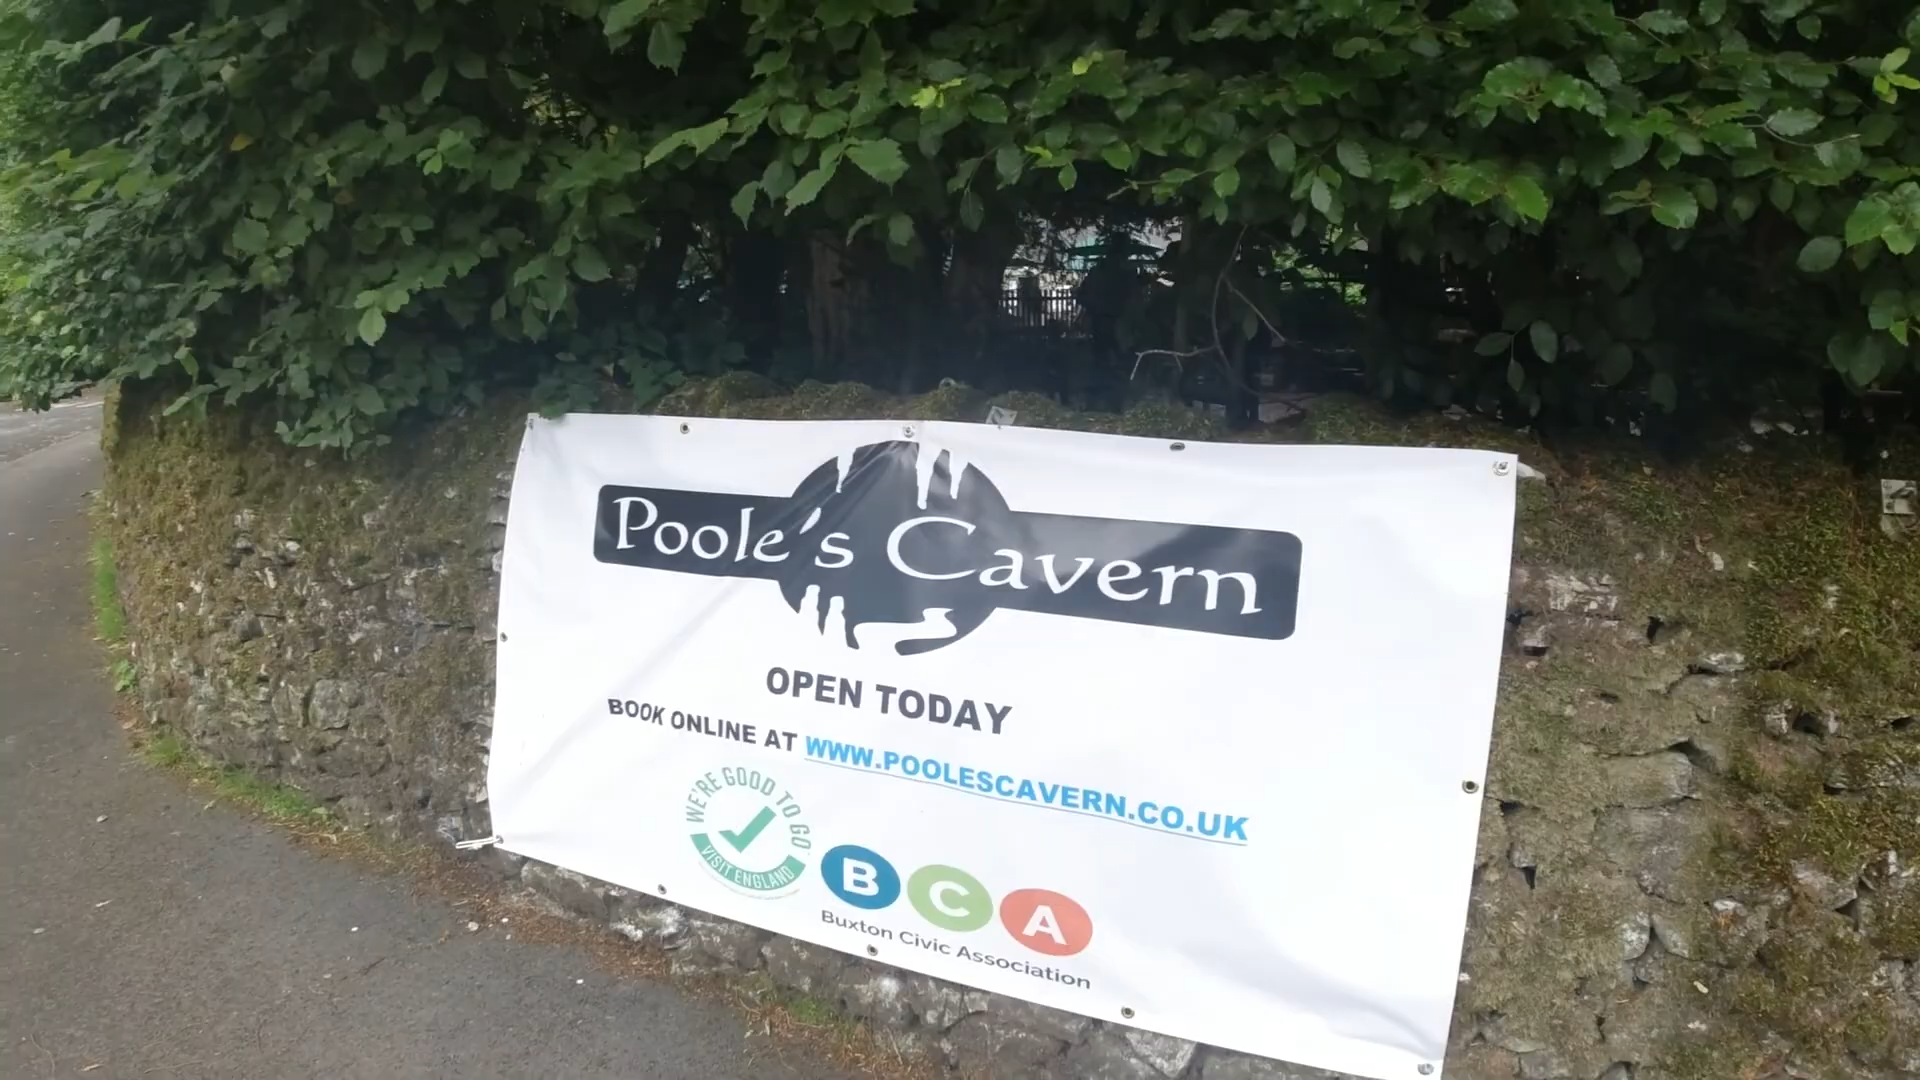 Poole's Cavern
OPEN TODAY
BOOK ONLINE AT WWW.POOLESCAVERN.CO.UK
WE'RE GOOD TO GO
VISIT ENGLAND
B C A
Buxton Civic Association